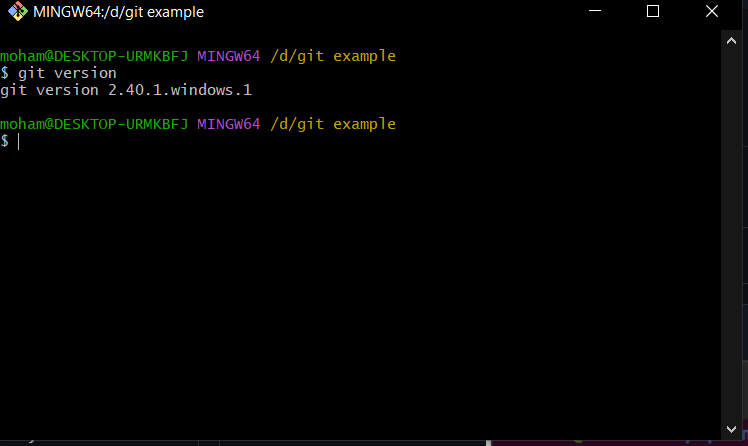 MINGW64:/d/git example
moham@DESKTOP-URMKBFJ MINGW64 /d/git example
$ git version
git version 2.40.1.windows.1
moham@DESKTOP-URMKBFJ MINGW64 /d/git example
$